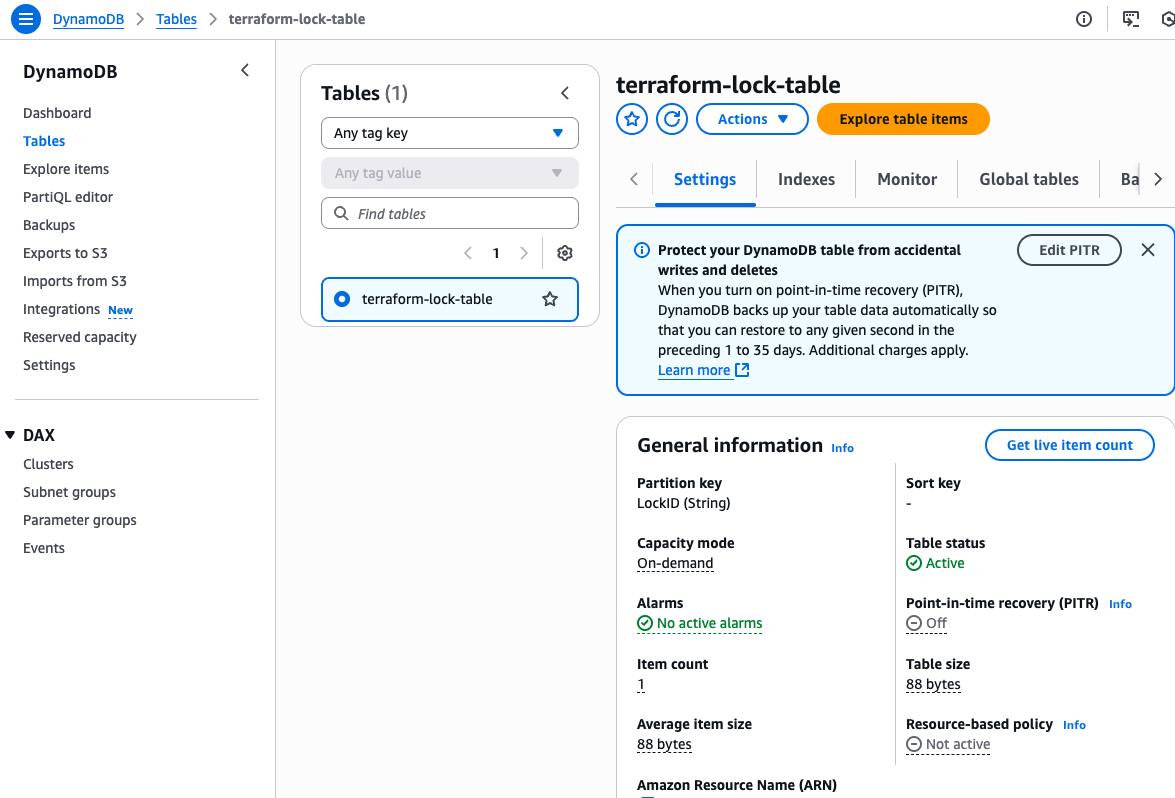 DynamoDB > Tables > terraform-lock-table
DynamoDB
Dashboard
Tables
Explore items
PartiQL editor
Backups
Exports to S3
Imports from S3
Integrations New
Reserved capacity
Settings
DAX
Clusters
Subnet groups
Parameter groups
Events
Tables (1)
Any tag key
Any tag value
Find tables
1
terraform-lock-table
terraform-lock-table
Actions
Explore table items
Settings
Indexes
Monitor
Global tables
Ba
Protect your DynamoDB table from accidental
writes and deletes
When you turn on point-in-time recovery (PITR),
DynamoDB backs up your table data automatically so
that you can restore to any given second in the
preceding 1 to 35 days. Additional charges apply.
Learn more
Edit PITR
General information Info
Get live item count
Partition key
LockID (String)
Sort key
-
Capacity mode
On-demand
Table status
Active
Alarms
No active alarms
Point-in-time recovery (PITR) Info
Off
Item count
1
Table size
88 bytes
Average item size
88 bytes
Resource-based policy Info
Not active
Amazon Resource Name (ARN)